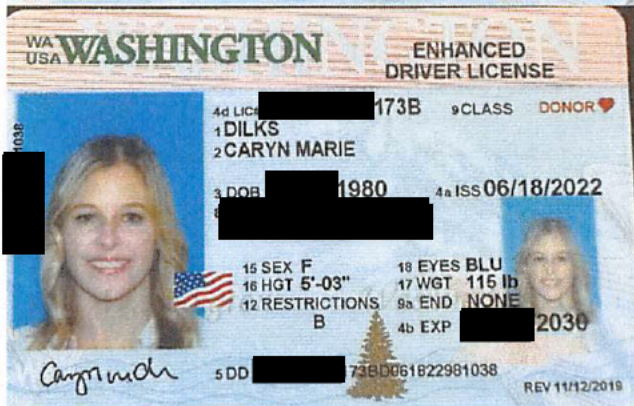 WA USA WASHINGTON
ENHANCED
DRIVER LICENSE
4d LIC# 173B 9 CLASS DONOR
1 DILKS
2 CARYN MARIE
3 DOB 1980 4a ISS 06/18/2022
8
15 SEX F 18 EYES BLU
16 HGT 5'-03" 17 WGT 115 lb
12 RESTRICTIONS 9a END NONE
B 4b EXP 2030
5 DD 73BD061822981038
REV 11/12/2019
1038